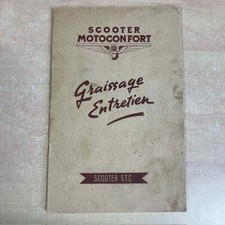 SCOOTER
MOTOCONFORT
Graissage
Entretien
SCOOTER S.T.C.